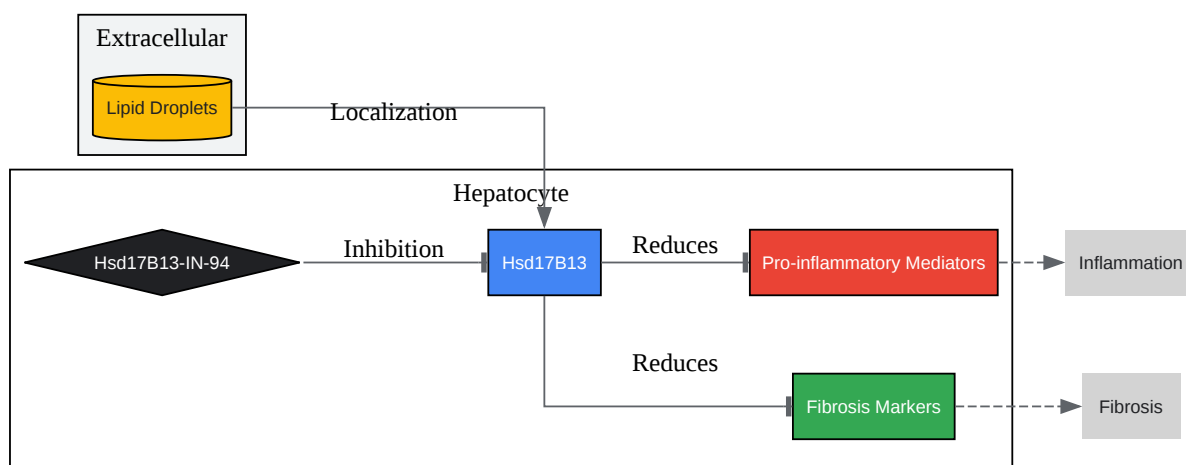 Extracellular
Lipid Droplets
Localization
Hepatocyte
Hsd17B13-IN-94
Inhibition
Hsd17B13
Reduces
Pro-inflammatory Mediators
Inflammation
Reduces
Fibrosis Markers
Fibrosis